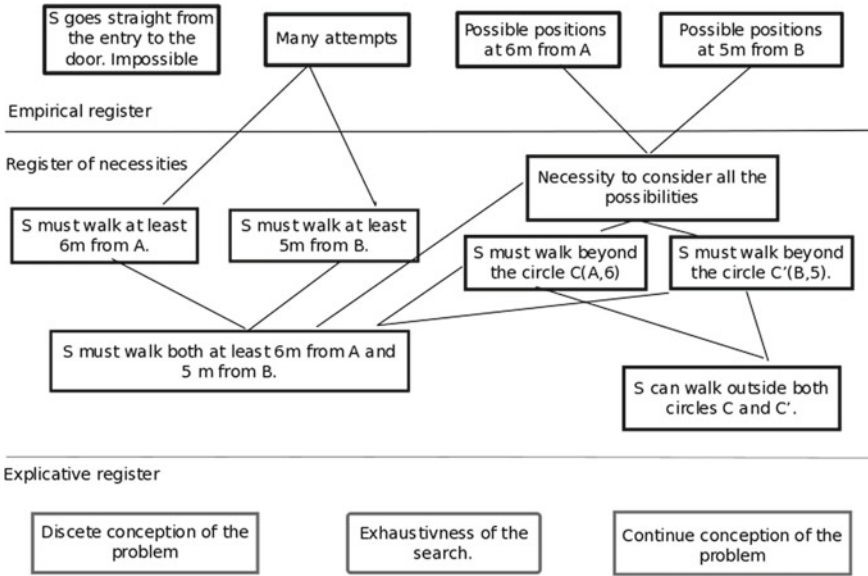 S goes straight from
the entry to the
door. Impossible
Many attempts
Possible positions
at 6m from A
Possible positions
at 5m from B
Empirical register
Register of necessities
Necessity to consider all the
possibilities
S must walk at least
6m from A.
S must walk at least
5m from B.
S must walk beyond
the circle C(A,6)
S must walk beyond
the circle C’(B,5).
S must walk both at least 6m from A and
5 m from B.
S can walk outside both
circles C and C’.
Explicative register
Discete conception of the
problem
Exhaustivness of the
search.
Continue conception of the
problem